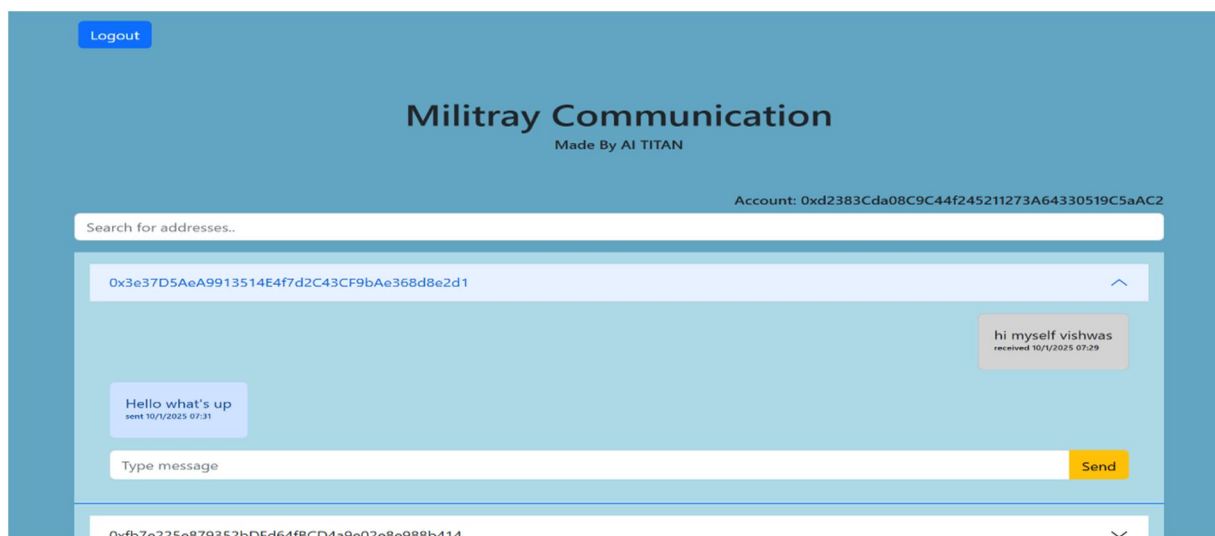 Logout
Militray Communication
Made By AI TITAN
Account: 0xd2383Cda08C9C44f245211273A64330519C5aAC2
Search for addresses..
0x3e37D5AeA9913514E4f7d2C43CF9bAe368d8e2d1
hi myself vishwas
received 10/1/2025 07:29
Hello what's up
sent 10/1/2025 07:31
Type message
Send